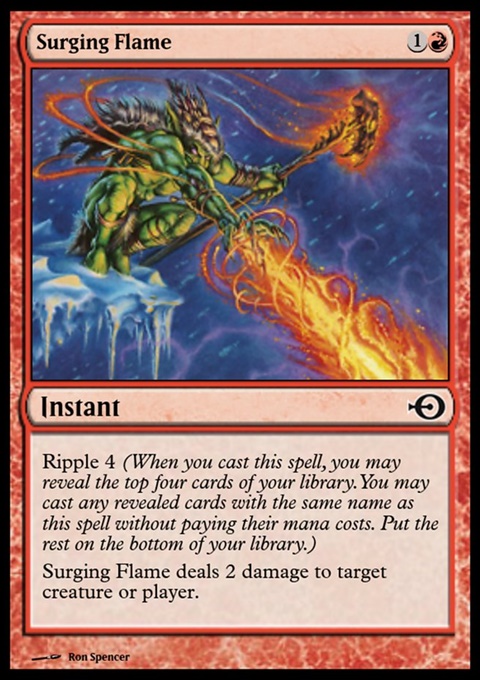 Surging Flame 1
Instant
Ripple 4 (When you cast this spell, you may
reveal the top four cards of your library. You may
cast any revealed cards with the same name as
this spell without paying their mana costs. Put the
rest on the bottom of your library.)
Surging Flame deals 2 damage to target
creature or player.
Ron Spencer